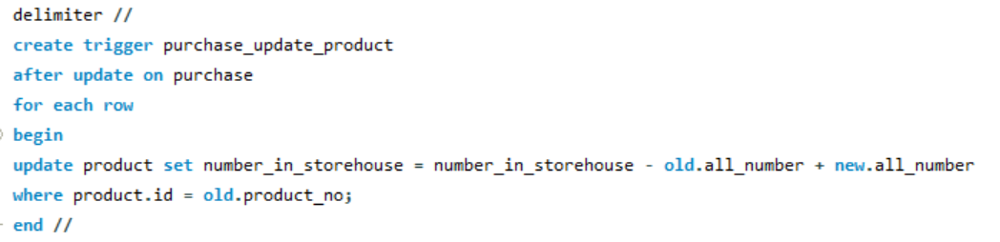 delimiter //
create trigger purchase_update_product
after update on purchase
for each row
begin
update product set number_in_storehouse = number_in_storehouse - old.all_number + new.all_number
where product.id = old.product_no;
end //